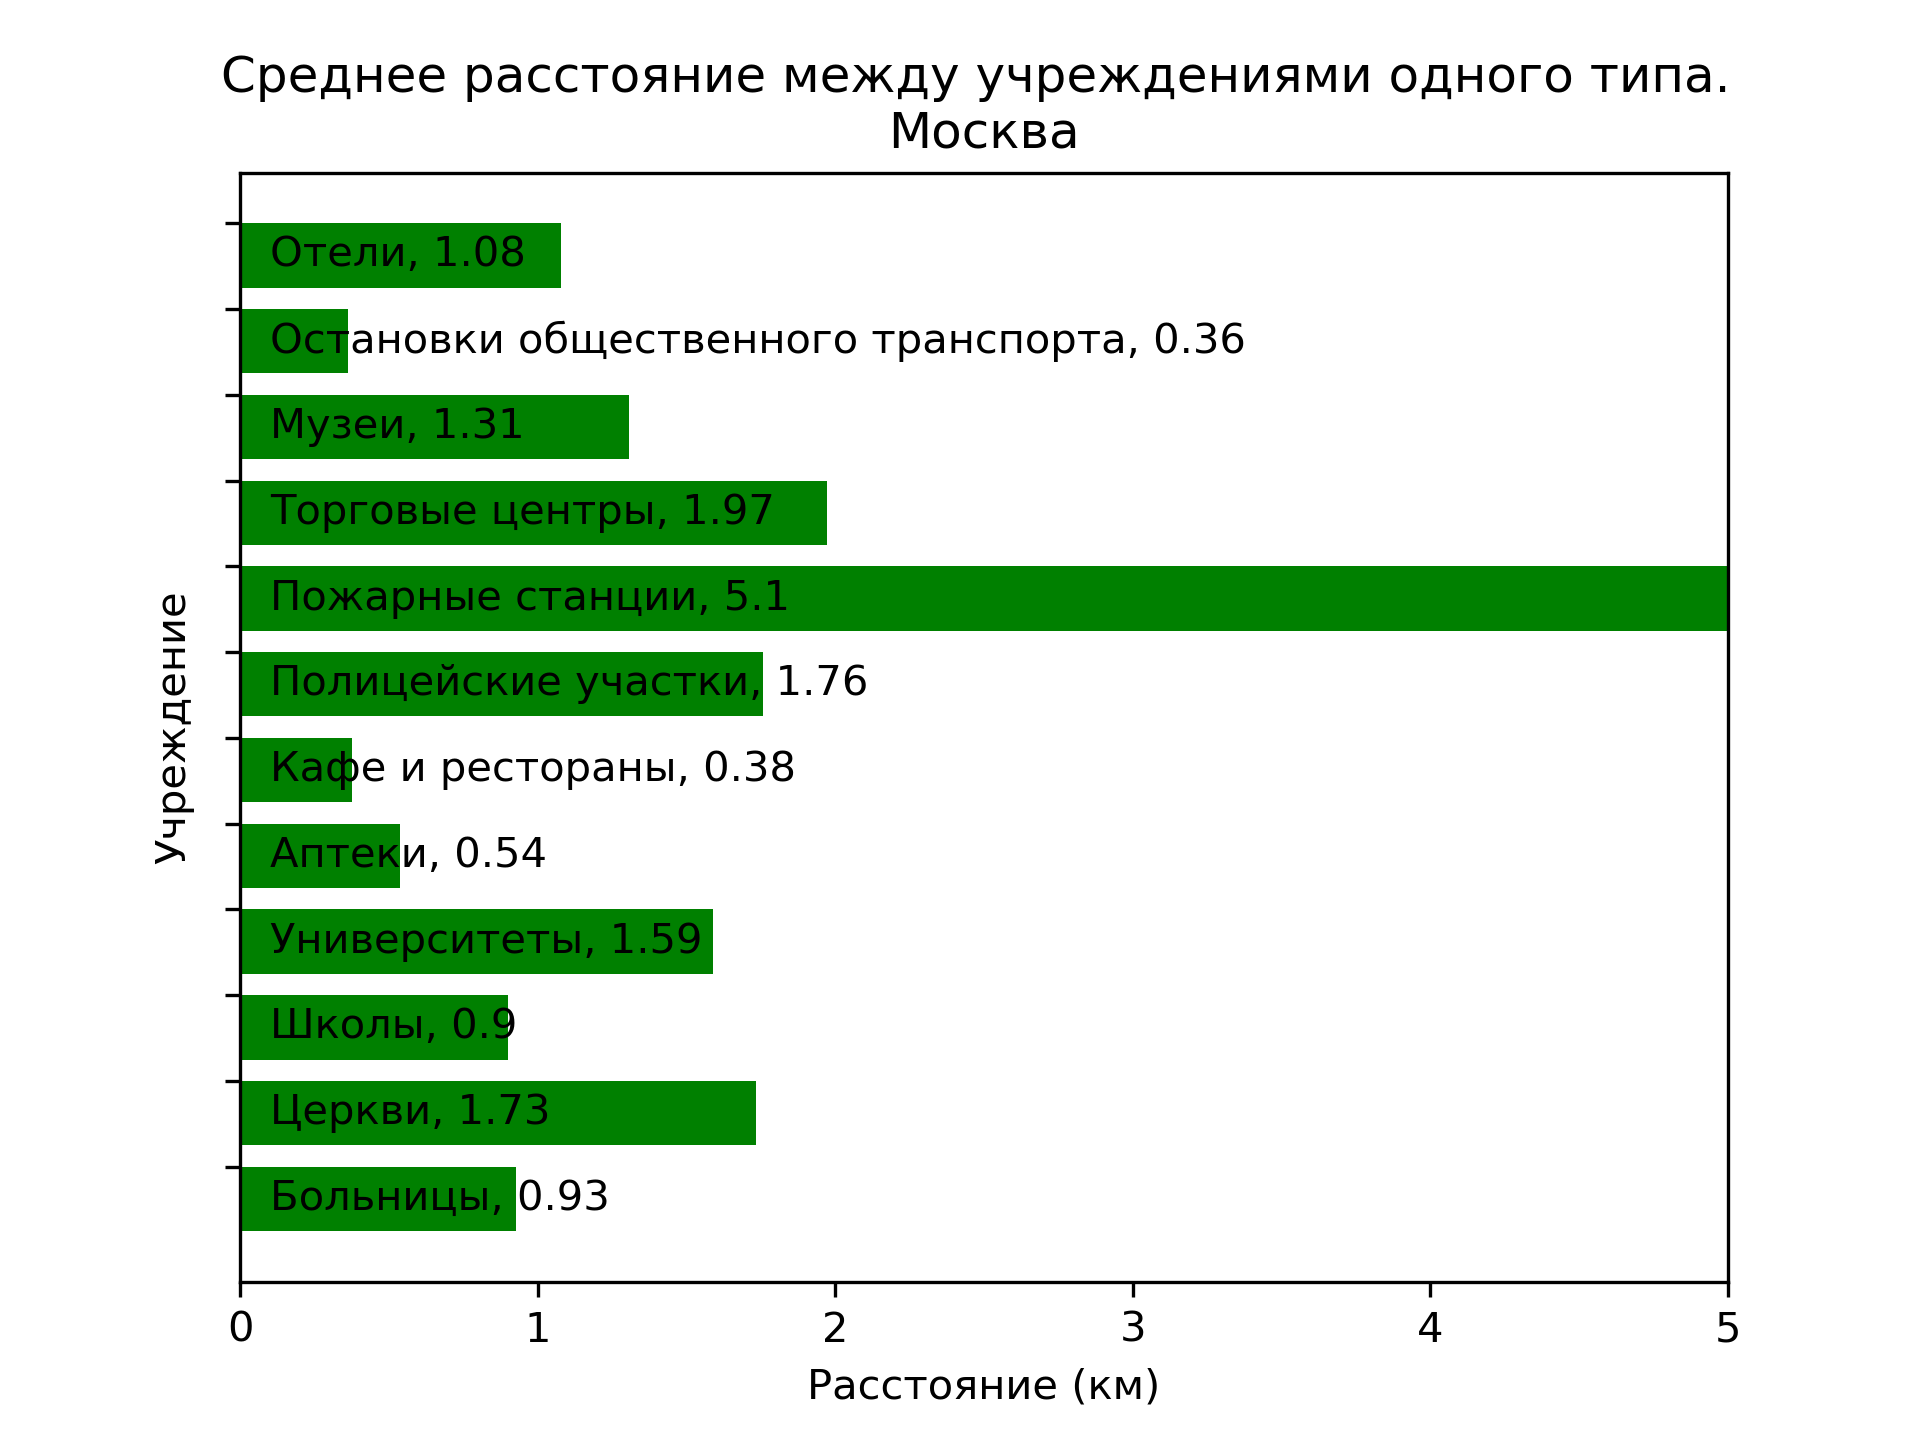 Среднее расстояние между учреждениями одного типа.
Москва
Отели, 1.08
Остановки общественного транспорта, 0.36
Музеи, 1.31
Торговые центры, 1.97
Пожарные станции, 5.1
Полицейские участки, 1.76
Кафе и рестораны, 0.38
Аптеки, 0.54
Университеты, 1.59
Школы, 0.9
Церкви, 1.73
Больницы, 0.93
Учреждение
0 1 2 3 4 5
Расстояние (км)